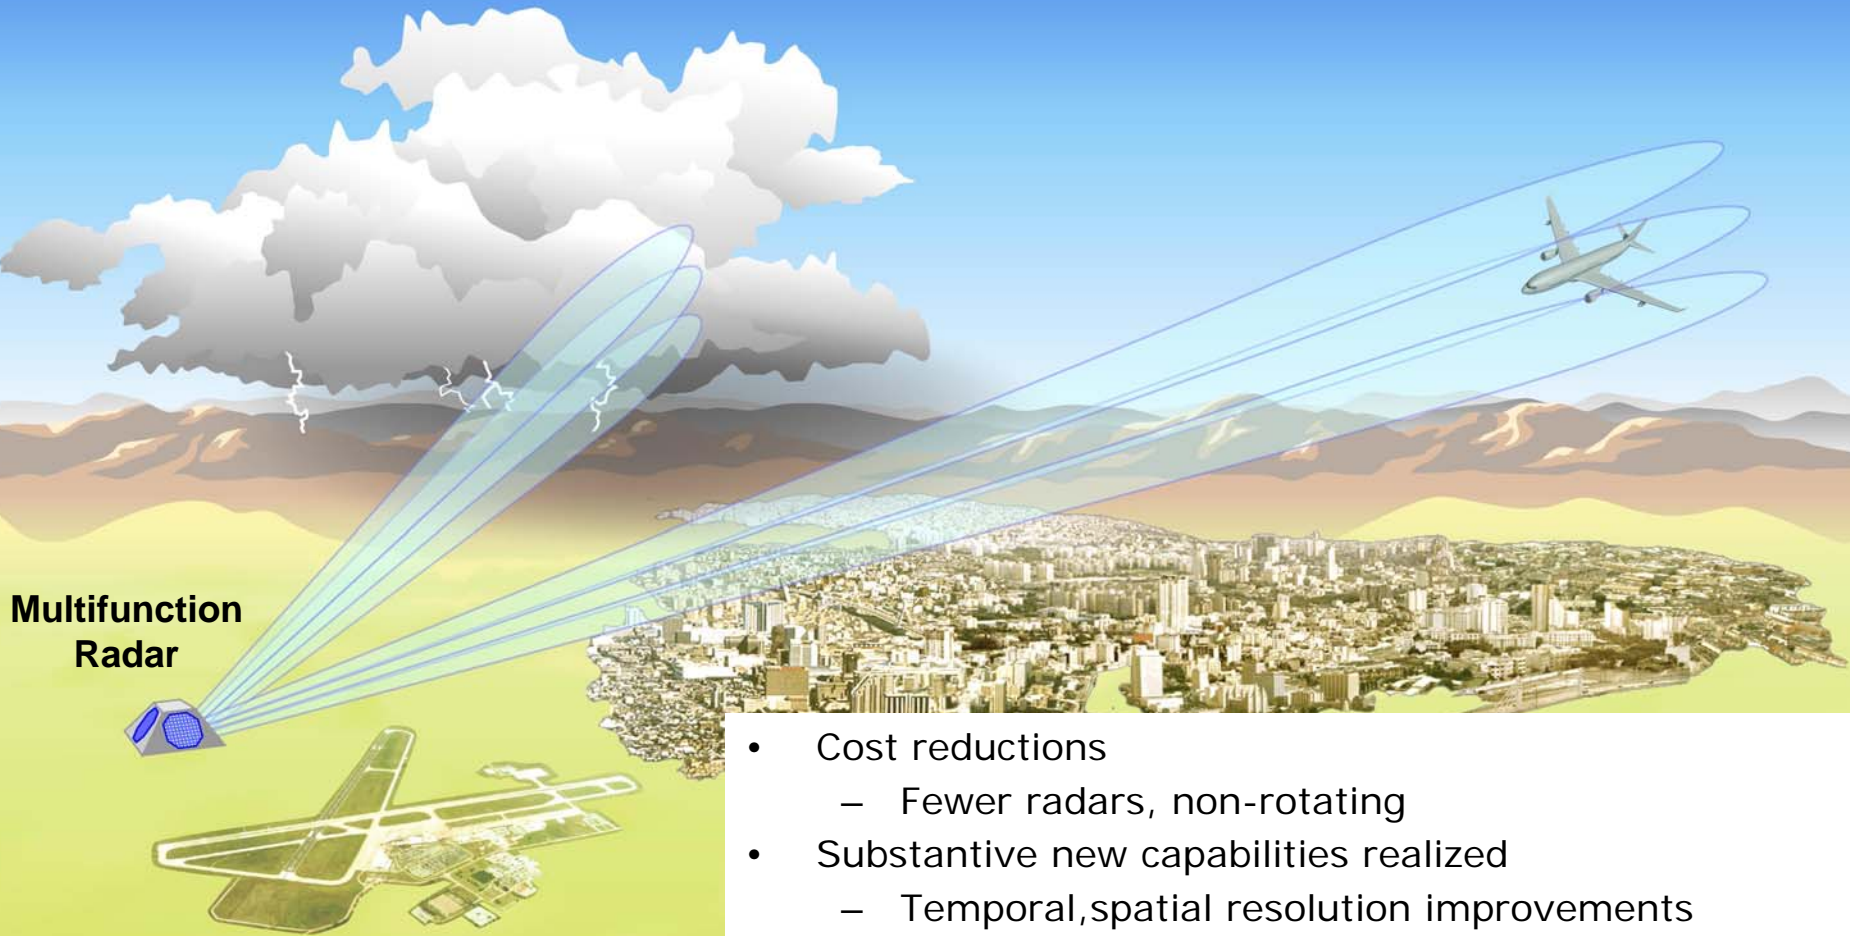 Multifunction
Radar
• Cost reductions
– Fewer radars, non-rotating
• Substantive new capabilities realized
– Temporal,spatial resolution improvements